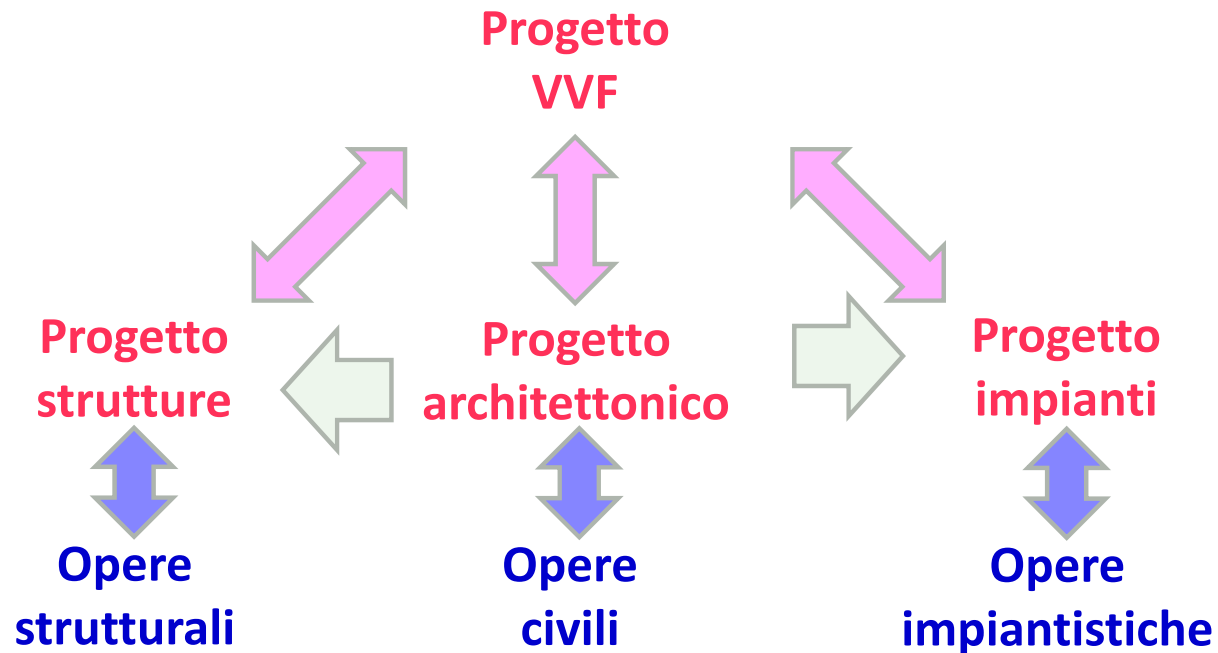 Progetto
VVF
Progetto
strutture
Progetto
architettonico
Progetto
impianti
Opere
strutturali
Opere
civili
Opere
impiantistiche